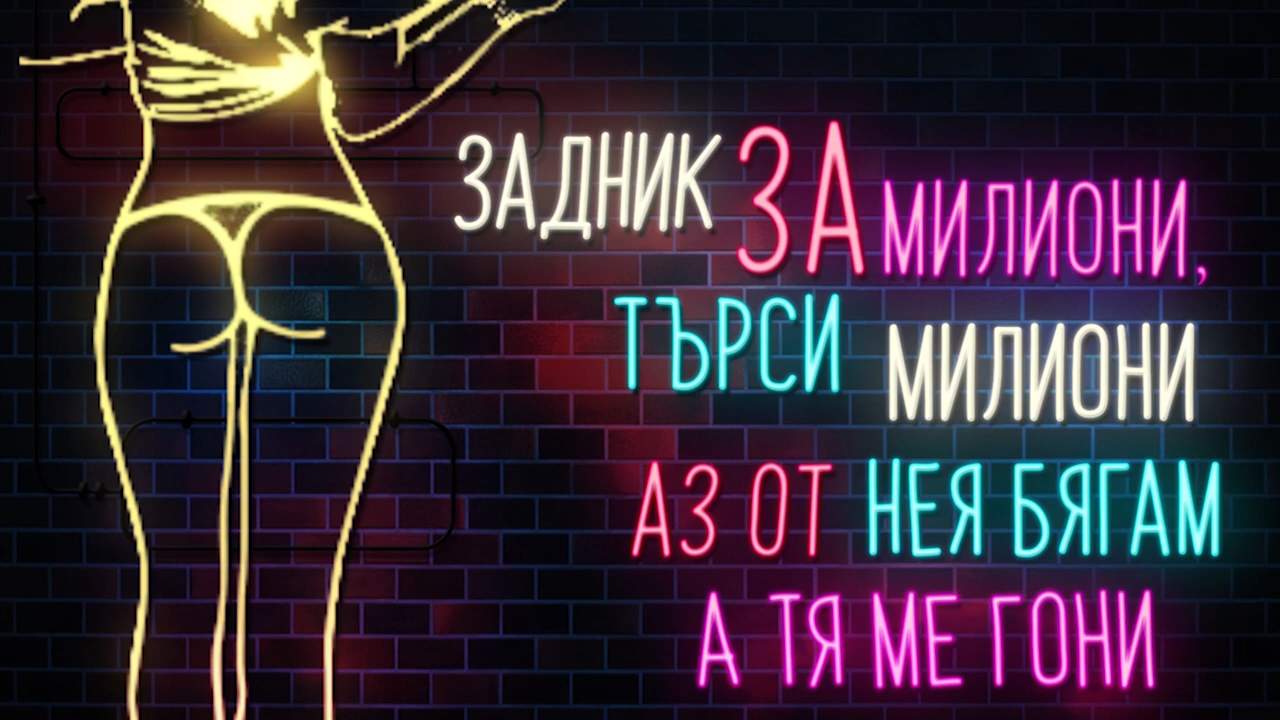 ЗАДНИК ЗА МИЛИОНИ,
ТЪРСИ МИЛИОНИ
АЗ ОТ НЕЯ БЯГАМ
А ТЯ МЕ ГОНИ